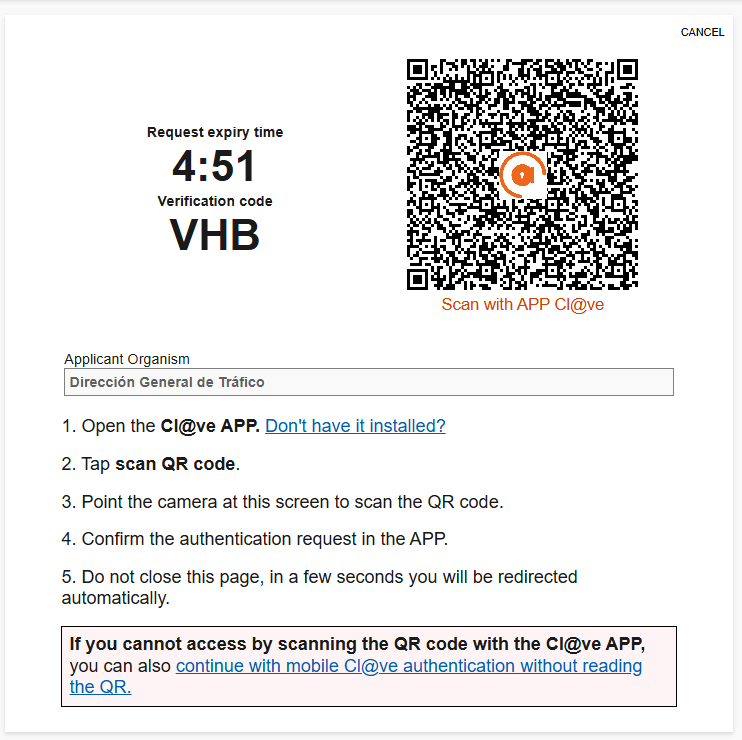 CANCEL
Request expiry time
4:51
Verification code
VHB
Scan with APP Cl@ve
Applicant Organism
Dirección General de Tráfico
1. Open the Cl@ve APP. Don't have it installed?
2. Tap scan QR code.
3. Point the camera at this screen to scan the QR code.
4. Confirm the authentication request in the APP.
5. Do not close this page, in a few seconds you will be redirected
automatically.
If you cannot access by scanning the QR code with the Cl@ve APP,
you can also continue with mobile Cl@ve authentication without reading
the QR.